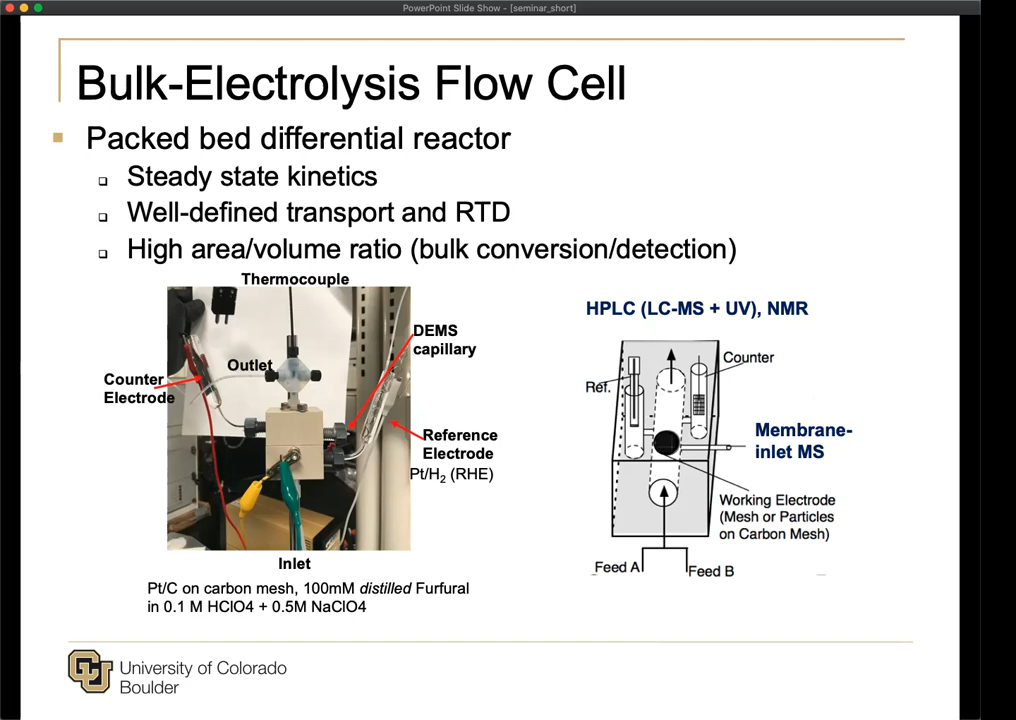 PowerPoint Slide Show - [seminar_short]
Bulk-Electrolysis Flow Cell
Packed bed differential reactor
Steady state kinetics
Well-defined transport and RTD
High area/volume ratio (bulk conversion/detection)
Thermocouple
DEMS
capillary
Outlet
Counter
Electrode
Reference
Electrode
Pt/H2 (RHE)
Inlet
Pt/C on carbon mesh, 100mM distilled Furfural
in 0.1 M HClO4 + 0.5M NaClO4
HPLC (LC-MS + UV), NMR
Counter
Ref.
Membrane-
inlet MS
Working Electrode
(Mesh or Particles
on Carbon Mesh)
Feed A
Feed B
CU
University of Colorado
Boulder